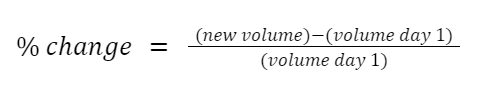 % change = (new volume)−(volume day 1)
(volume day 1)